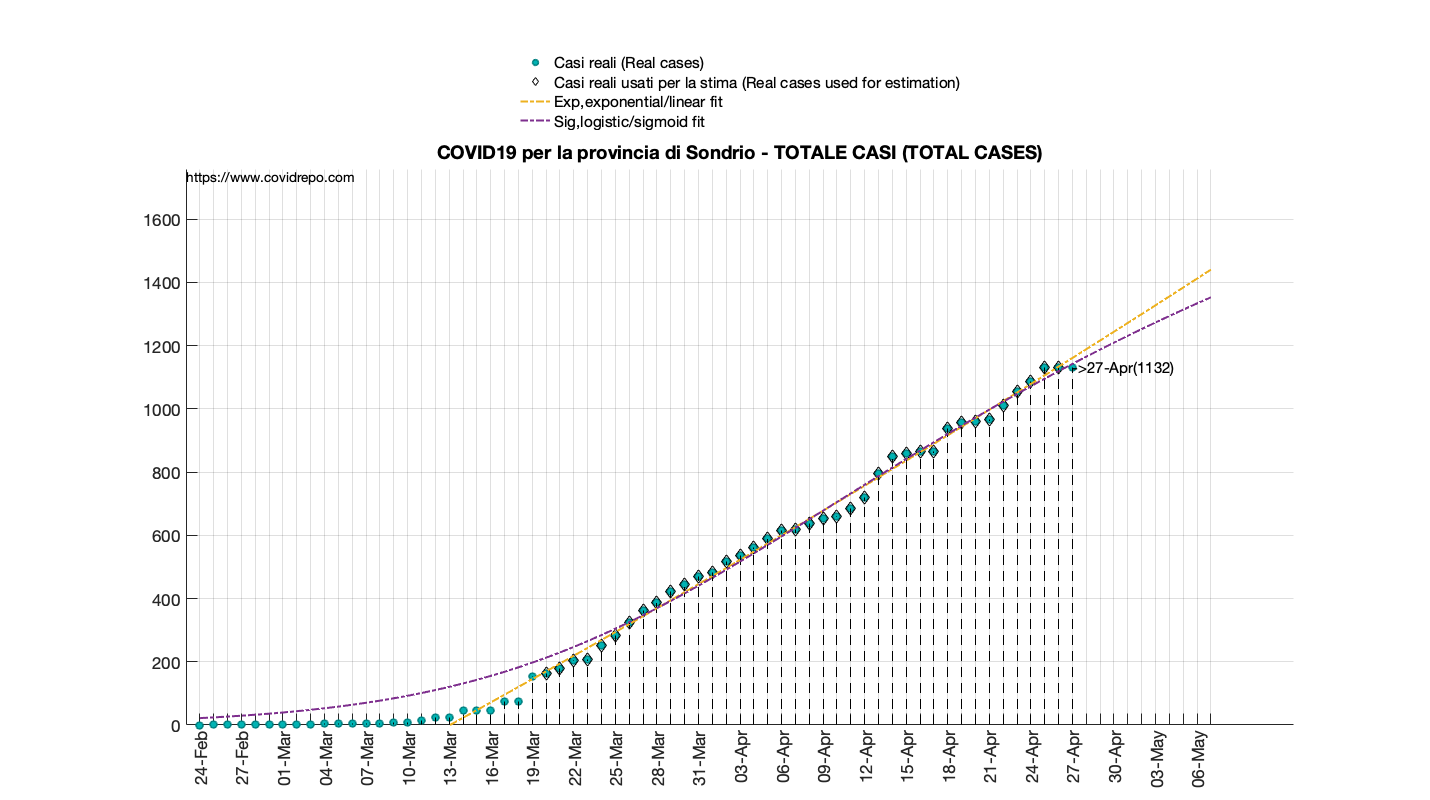 Casi reali (Real cases)
Casi reali usati per la stima (Real cases used for estimation)
Exp,exponential/linear fit
Sig,logistic/sigmoid fit
COVID19 per la provincia di Sondrio - TOTALE CASI (TOTAL CASES)
https://www.covidrepo.com
1600
1400
1200
1000
800
600
400
200
0
>27-Apr(1132)
24-Feb
27-Feb
01-Mar
04-Mar
07-Mar
10-Mar
13-Mar
16-Mar
19-Mar
22-Mar
25-Mar
28-Mar
31-Mar
03-Apr
06-Apr
09-Apr
12-Apr
15-Apr
18-Apr
21-Apr
24-Apr
27-Apr
30-Apr
03-May
06-May